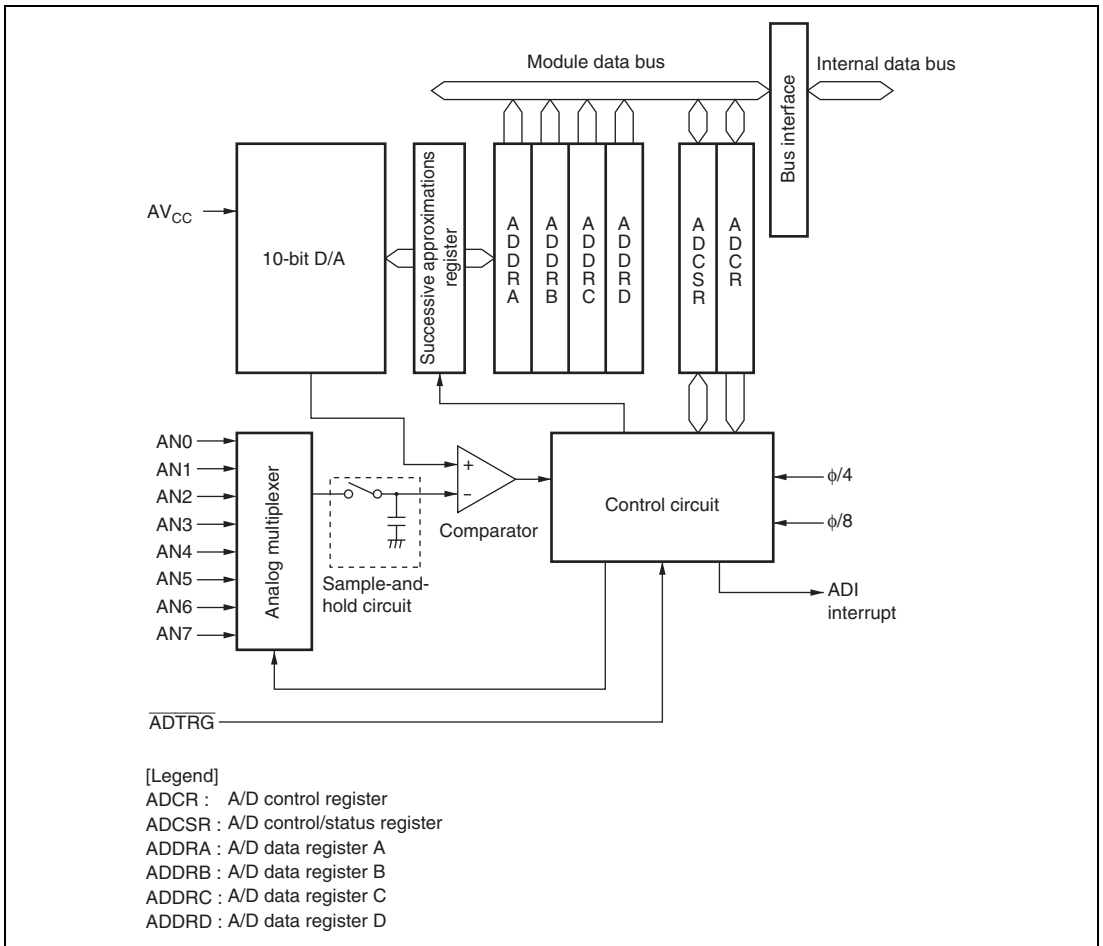 Module data bus
Internal data bus
Bus interface
AV_CC
10-bit D/A
Successive approximations
register
ADDRA
ADDRB
ADDRC
ADDRD
ADCSR
ADCR
AN0
AN1
AN2
AN3
AN4
AN5
AN6
AN7
Analog multiplexer
Sample-and-
hold circuit
+
−
Comparator
Control circuit
ϕ/4
ϕ/8
ADI
interrupt
ADTRG
[Legend]
ADCR : A/D control register
ADCSR : A/D control/status register
ADDRA : A/D data register A
ADDRB : A/D data register B
ADDRC : A/D data register C
ADDRD : A/D data register D